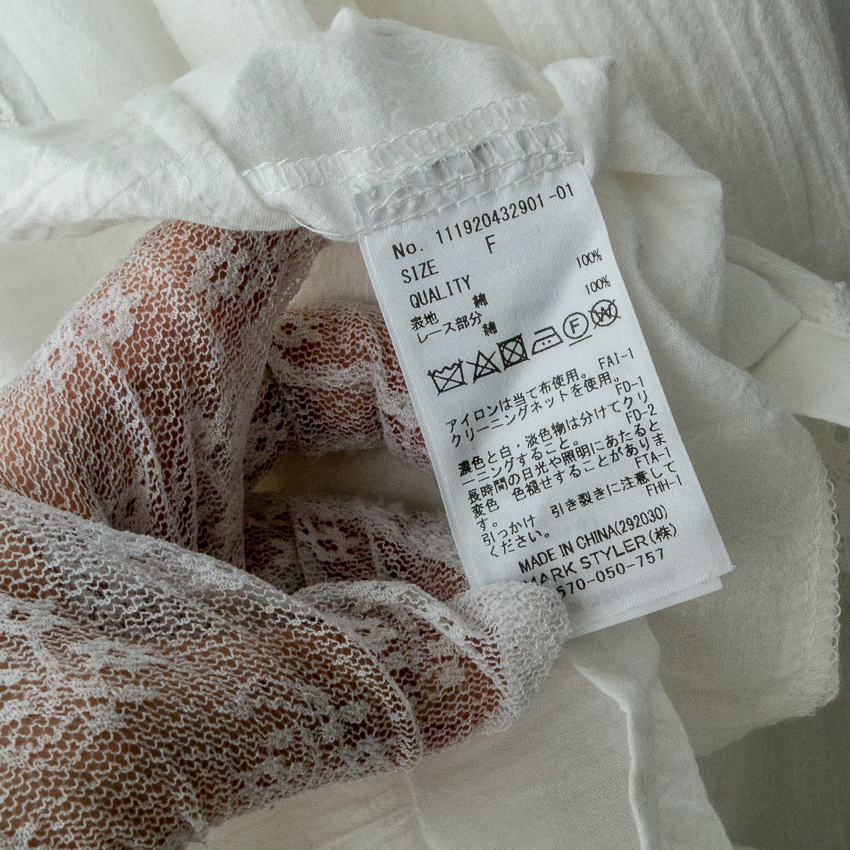 No. 111920432901-01
SIZE F
QUALITY
表地 綿 100%
レース部分 綿 100%
アイロンは当て布使用。FA1-1
クリーニングネットを使用。FD-1
濃色と白・淡色物は分けてクリ
ーニングすること。 FD-2
長時間の日光や照明にあたると
変色 色褪せすることがありま
す。 FTA-1
引っかけ 引き裂きに注意して
ください。 FHH-1
MADE IN CHINA(292030)
MARK STYLER(株)
570-050-757